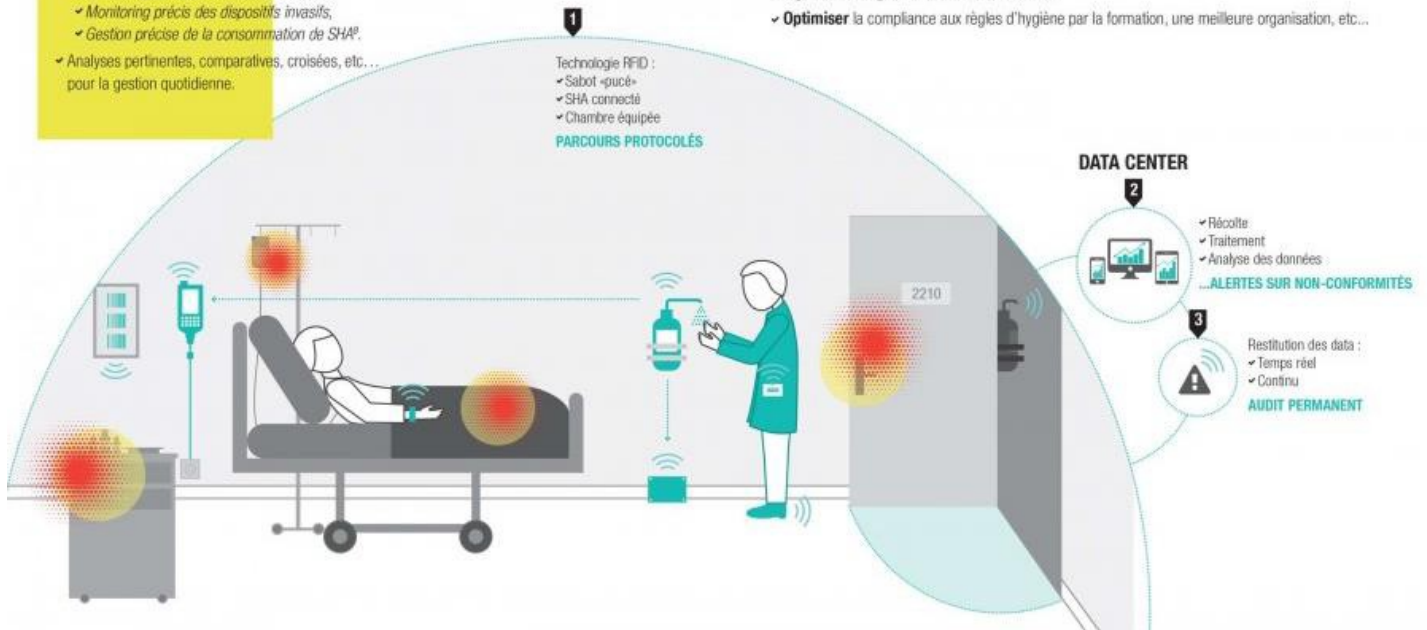 ✓ Monitoring précis des dispositifs invasifs,
✓ Gestion précise de la consommation de SHA
✓ Analyses pertinentes, comparatives, croisées, etc…
pour la gestion quotidienne.
✓ Optimiser la compliance aux règles d'hygiène par la formation, une meilleure organisation, etc...
1
Technologie RFID :
✓ Sabot «pucé»
✓ SHA connecté
✓ Chambre équipée
PARCOURS PROTOCOLÉS
DATA CENTER
2
✓ Récolte
✓ Traitement
✓ Analyse des données
...ALERTES SUR NON-CONFORMITÉS
3
Restitution des data :
✓ Temps réel
✓ Continu
AUDIT PERMANENT
2210